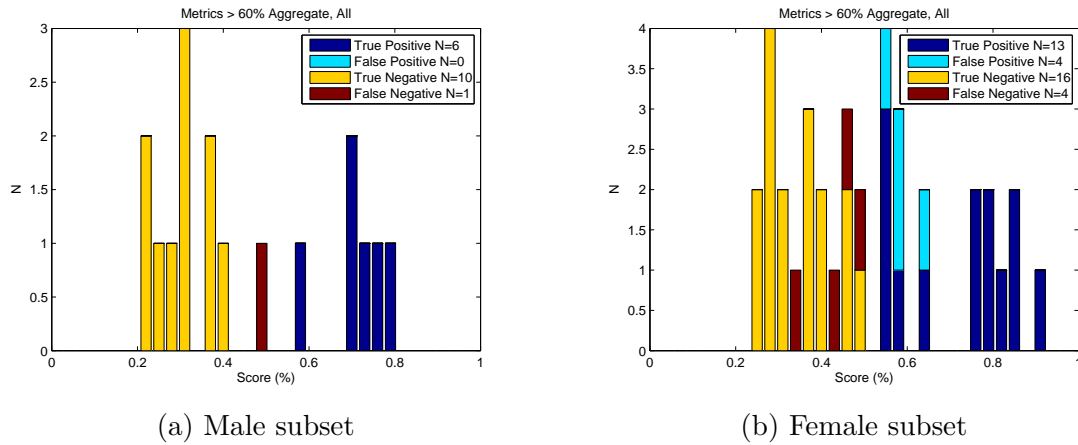 Metrics > 60% Aggregate, All
3
2.5
2
1.5
1
0.5
0
N
True Positive N=6
False Positive N=0
True Negative N=10
False Negative N=1
0 0.2 0.4 0.6 0.8 1
Score (%)
(a) Male subset
Metrics > 60% Aggregate, All
4
3.5
3
2.5
2
1.5
1
0.5
0
N
True Positive N=13
False Positive N=4
True Negative N=16
False Negative N=4
0 0.2 0.4 0.6 0.8 1
Score (%)
(b) Female subset